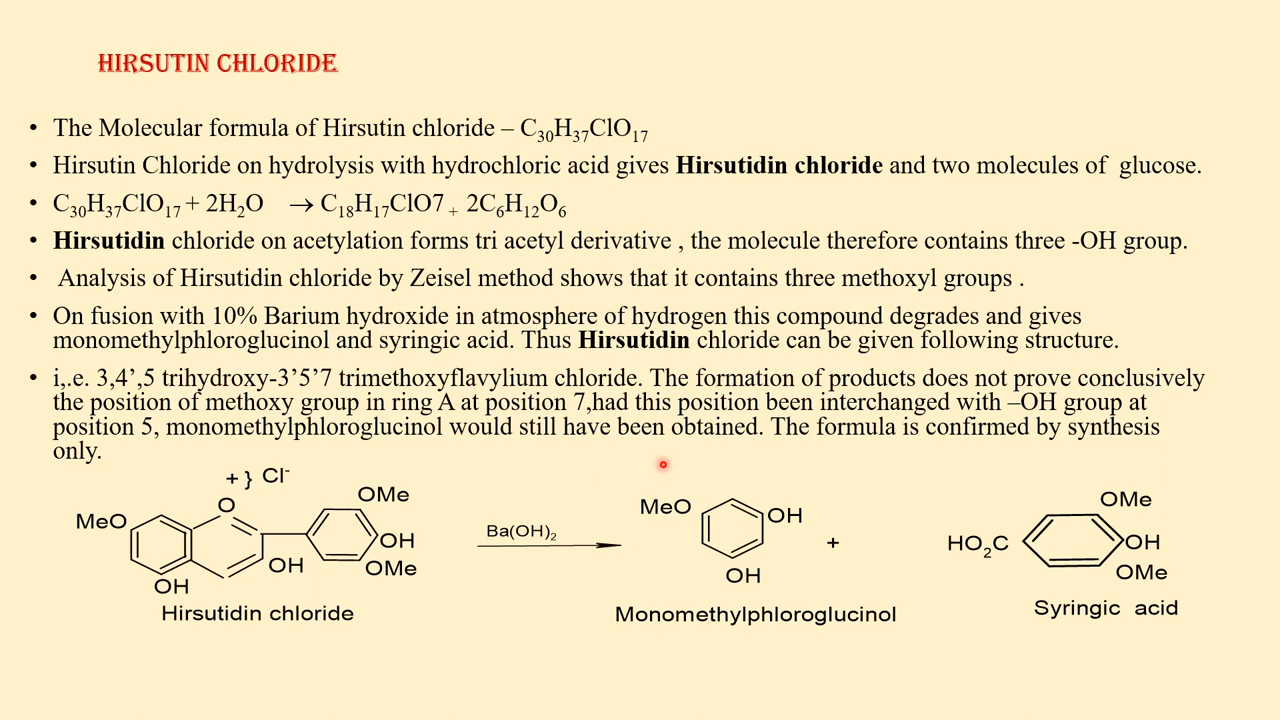 HIRSUTIN CHLORIDE
• The Molecular formula of Hirsutin chloride – C₃₀H₃₇ClO₁₇
• Hirsutin Chloride on hydrolysis with hydrochloric acid gives Hirsutidin chloride and two molecules of glucose.
• C₃₀H₃₇ClO₁₇ + 2H₂O → C₁₈H₁₇ClO7 ₊ 2C₆H₁₂O₆
• Hirsutidin chloride on acetylation forms tri acetyl derivative , the molecule therefore contains three -OH group.
• Analysis of Hirsutidin chloride by Zeisel method shows that it contains three methoxyl groups .
• On fusion with 10% Barium hydroxide in atmosphere of hydrogen this compound degrades and gives
monomethylphloroglucinol and syringic acid. Thus Hirsutidin chloride can be given following structure.
• i,.e. 3,4’,5 trihydroxy-3’5’7 trimethoxyflavylium chloride. The formation of products does not prove conclusively
the position of methoxy group in ring A at position 7,had this position been interchanged with –OH group at
position 5, monomethylphloroglucinol would still have been obtained. The formula is confirmed by synthesis
only.
+ } Cl⁻
MeO O OMe
OH
OMe
OH
OH
Hirsutidin chloride
Ba(OH)₂
MeO OH
OH
Monomethylphloroglucinol
+
OMe
HO₂C OH
OMe
Syringic acid